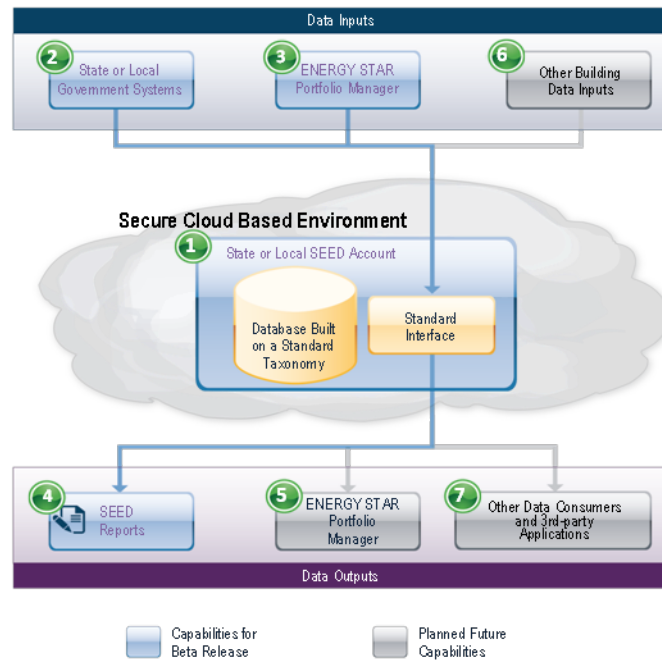 Data Inputs
2
State or Local
Government Systems
3
ENERGY STAR
Portfolio Manager
6
Other Building
Data Inputs
Secure Cloud Based Environment
1
State or Local SEED Account
Database Built
on a Standard
Taxonomy
Standard
Interface
4
SEED
Reports
5
ENERGY STAR
Portfolio
Manager
7
Other Data Consumers
and 3rd-party
Applications
Data Outputs
Capabilities for
Beta Release
Planned Future
Capabilities